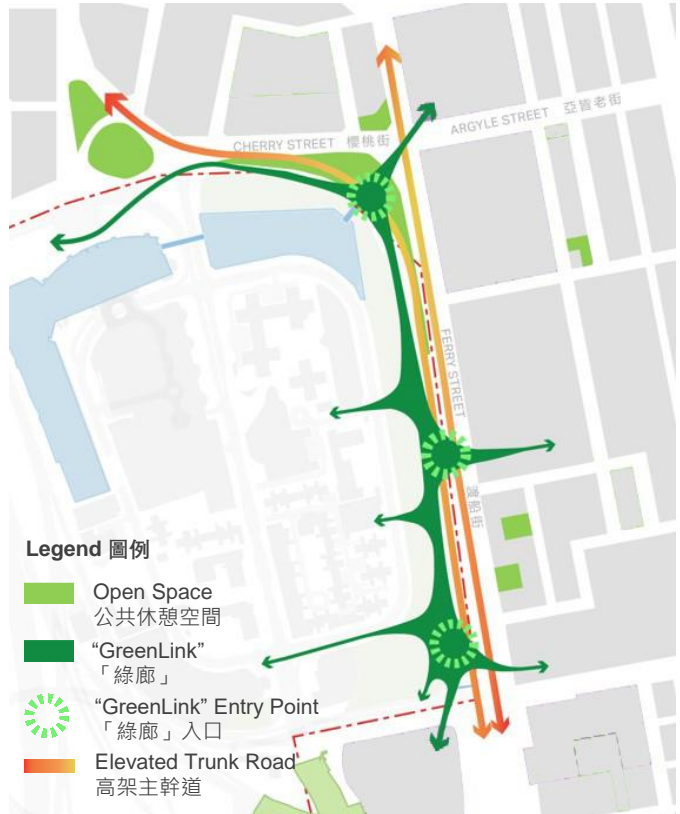 CHERRY STREET 櫻桃街
ARGYLE STREET 亞皆老街
FERRY STREET 渡船街
Legend 圖例
Open Space
公共休憩空間
“GreenLink”
「綠廊」
“GreenLink” Entry Point
「綠廊」入口
Elevated Trunk Road
高架主幹道